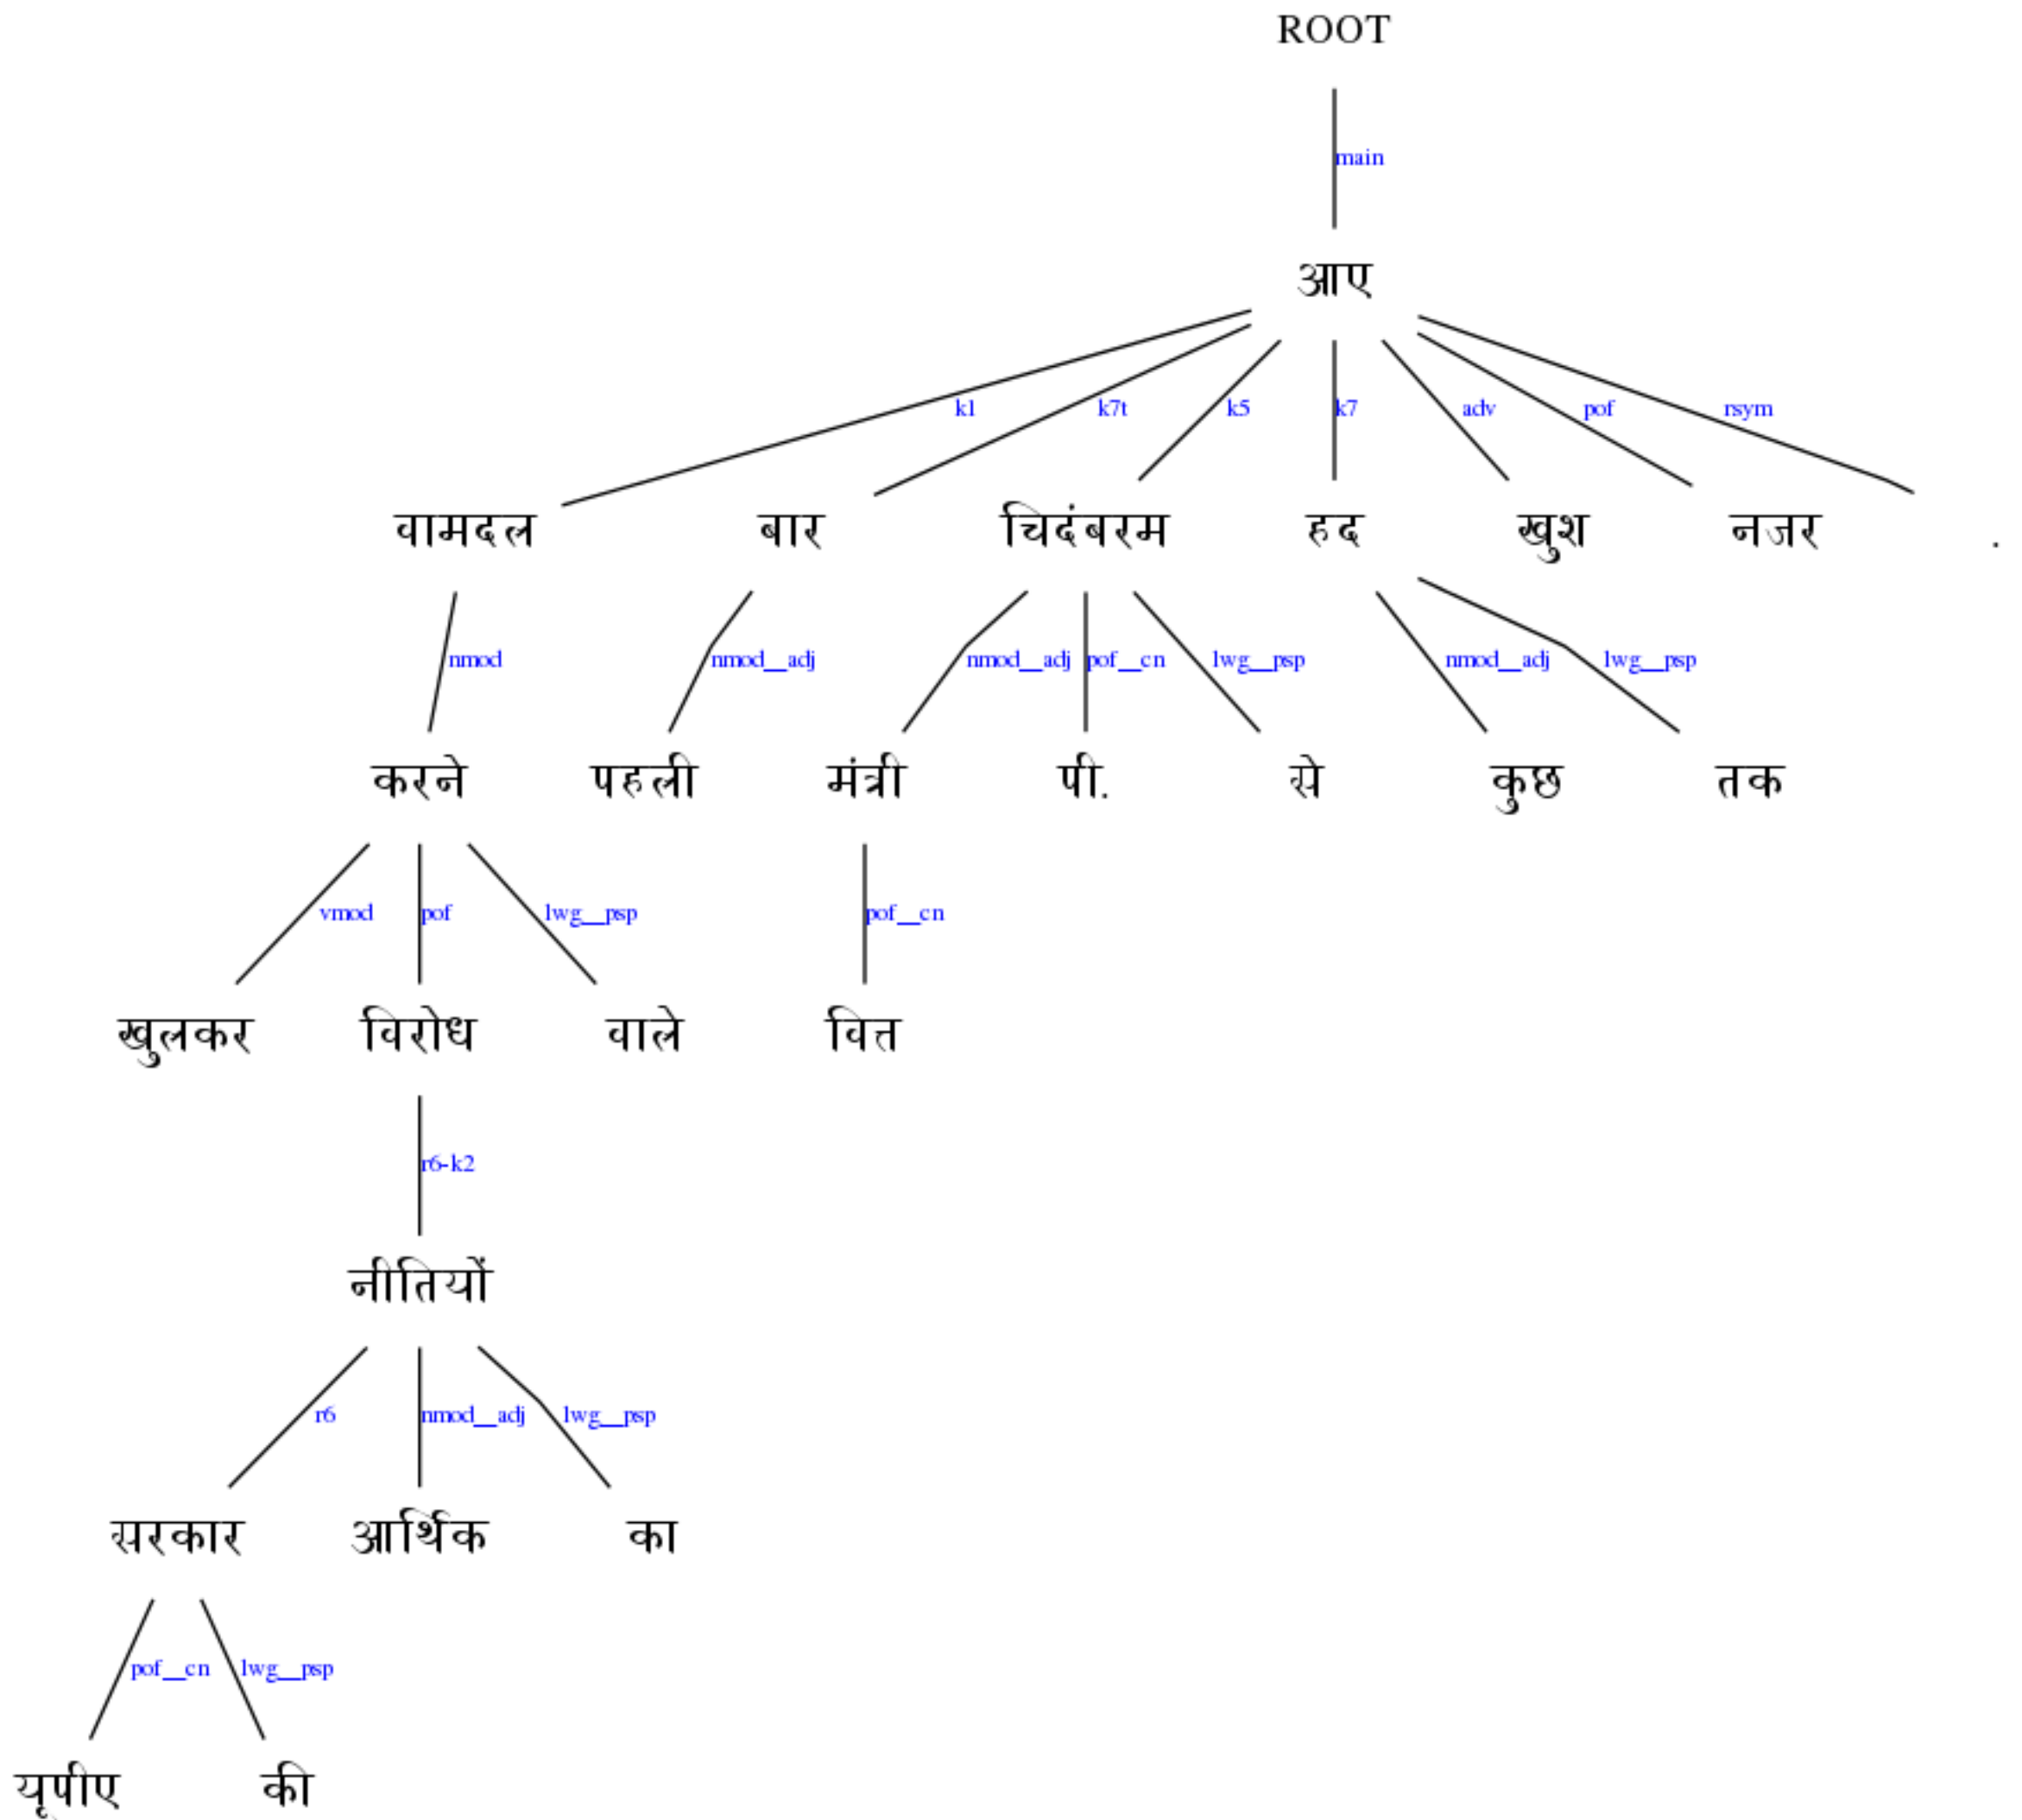 ROOT
main
आए
k1 k7t k5 k7 adv pof rsym
वामदल बार चिदंबरम हद खुश नजर .
nmod nmod__adj nmod__adj pof__cn lwg__psp nmod__adj lwg__psp
करने पहली मंत्री पी. से कुछ तक
vmod pof lwg__psp pof__cn
खुलकर विरोध वाले वित्त
r6-k2
नीतियों
r6 nmod__adj lwg__psp
सरकार आर्थिक का
pof__cn lwg__psp
यूपीए की